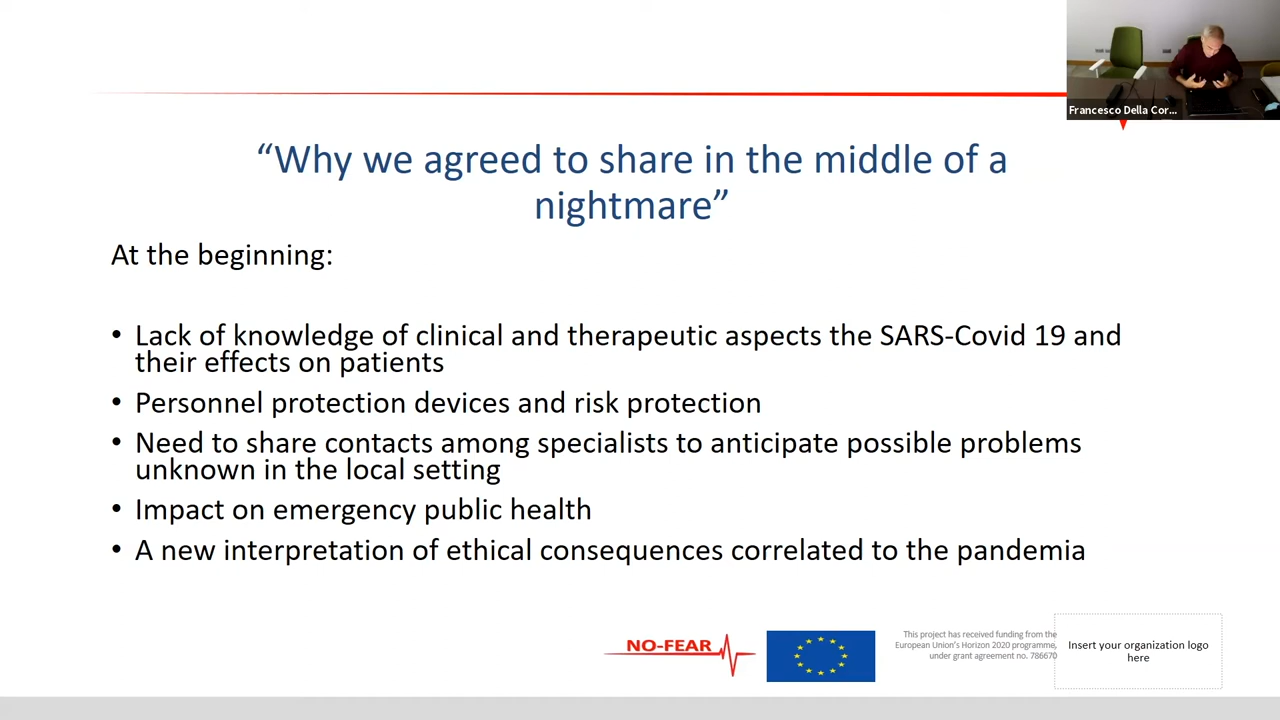 Francesco Della Cor...
“Why we agreed to share in the middle of a
nightmare”
At the beginning:
• Lack of knowledge of clinical and therapeutic aspects the SARS-Covid 19 and
their effects on patients
• Personnel protection devices and risk protection
• Need to share contacts among specialists to anticipate possible problems
unknown in the local setting
• Impact on emergency public health
• A new interpretation of ethical consequences correlated to the pandemia
NO-FEAR
This project has received funding from the
European Union's Horizon 2020 programme,
under grant agreement no. 786670
Insert your organization logo
here